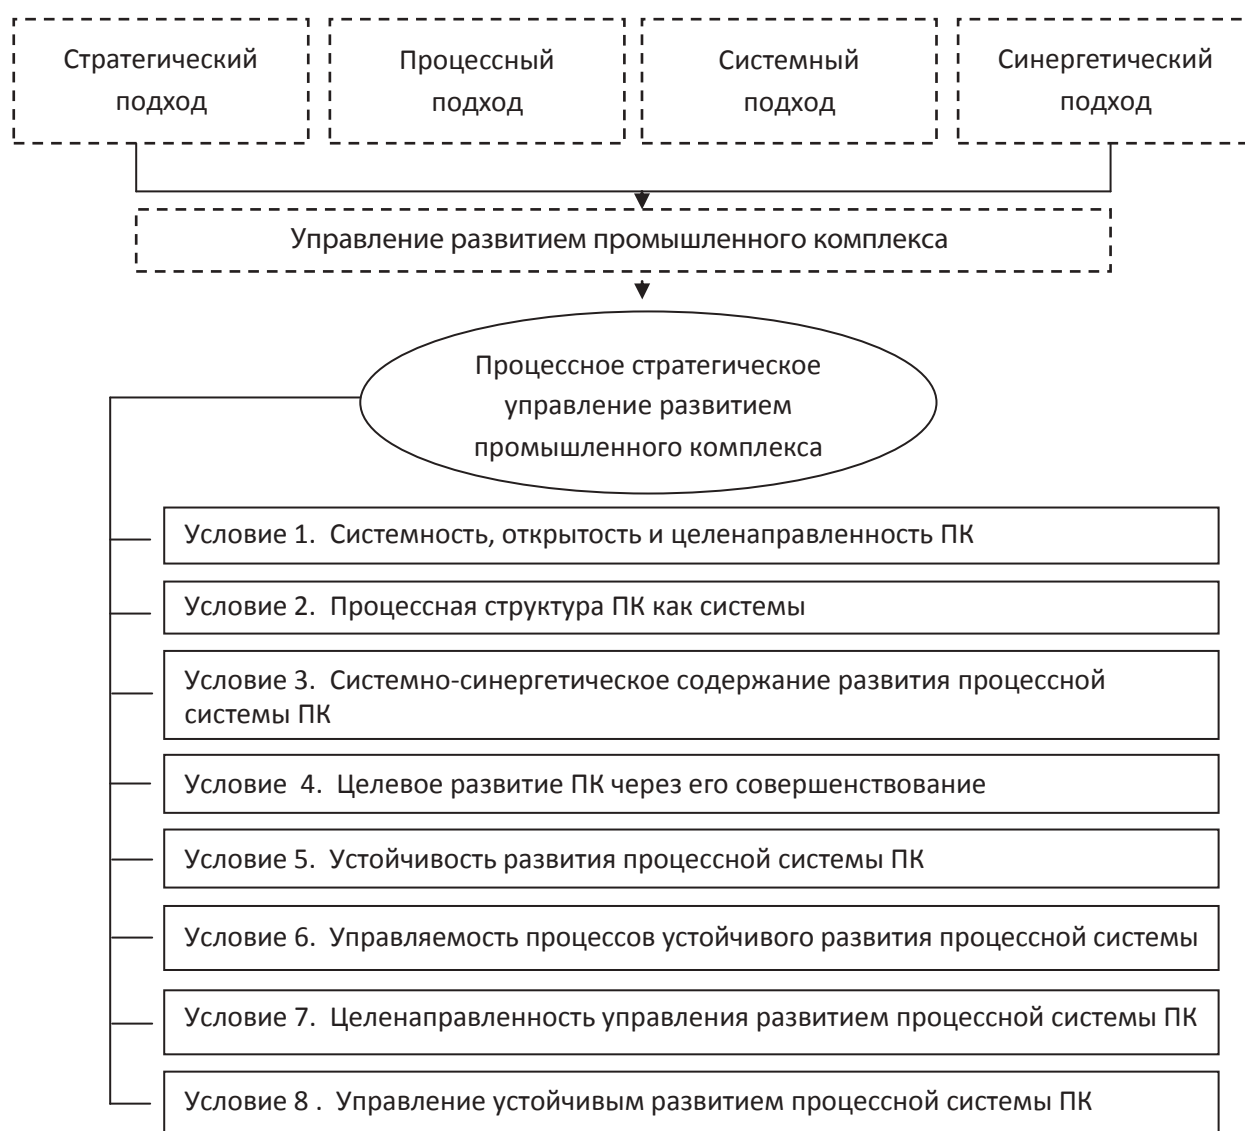 Стратегический
подход
Процессный
подход
Системный
подход
Синергетический
подход
Управление развитием промышленного комплекса
Процессное стратегическое
управление развитием
промышленного комплекса
Условие 1.  Системность, открытость и целенаправленность ПК
Условие 2.  Процессная структура ПК как системы
Условие 3.  Системно-синергетическое содержание развития процессной
системы ПК
Условие  4.  Целевое развитие ПК через его совершенствование
Условие 5.  Устойчивость развития процессной системы ПК
Условие 6.  Управляемость процессов устойчивого развития процессной системы
Условие 7.  Целенаправленность управления развитием процессной системы ПК
Условие 8 .  Управление устойчивым развитием процессной системы ПК